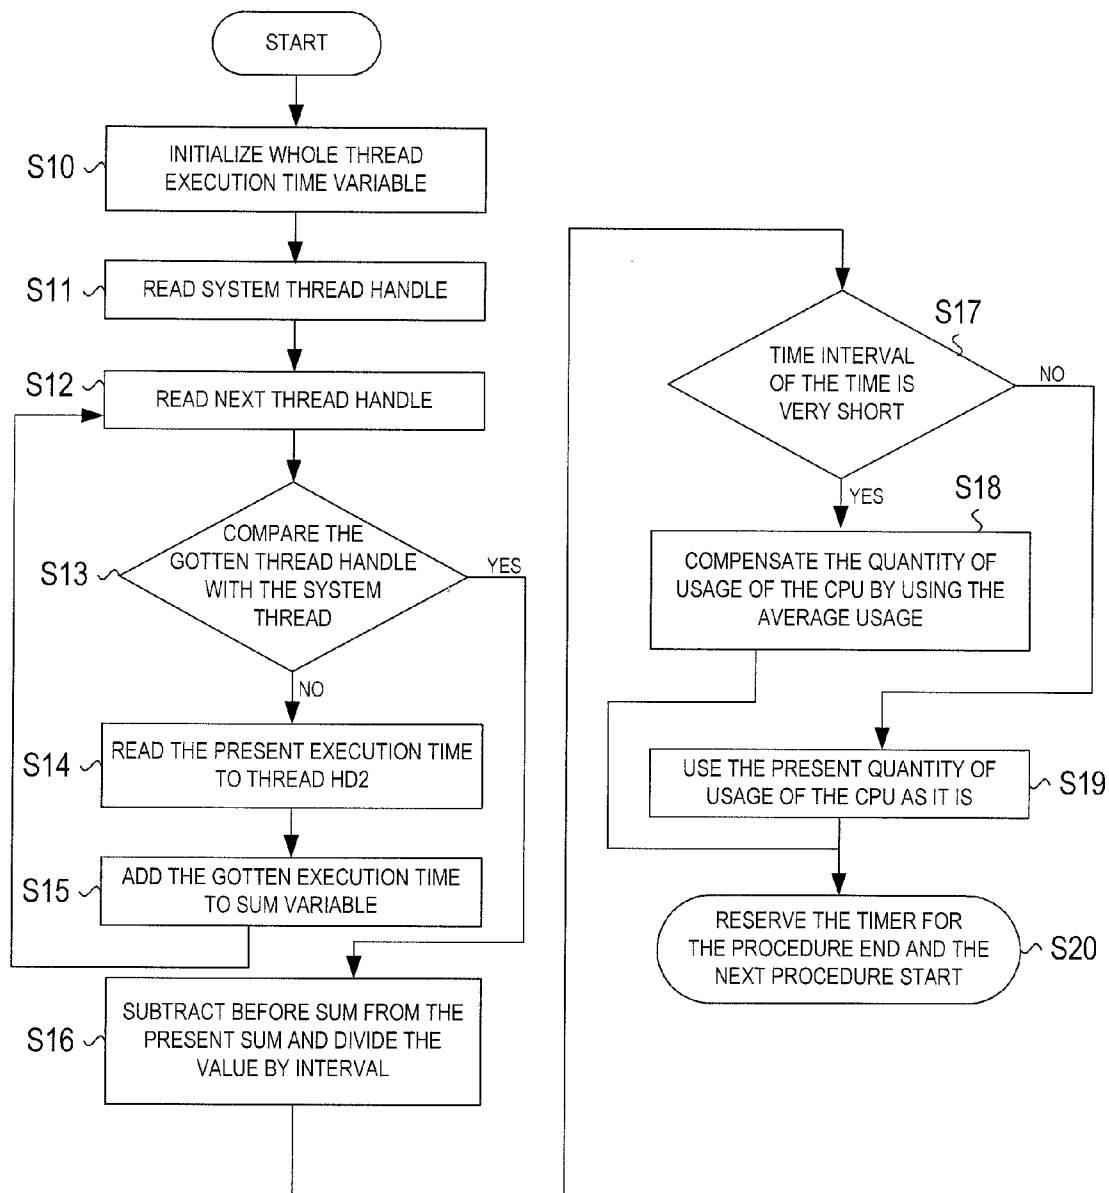 START
S10
INITIALIZE WHOLE THREAD
EXECUTION TIME VARIABLE
S11
READ SYSTEM THREAD HANDLE
S12
READ NEXT THREAD HANDLE
S13
COMPARE THE
GOTTEN THREAD HANDLE
WITH THE SYSTEM
THREAD
YES
NO
S14
READ THE PRESENT EXECUTION TIME
TO THREAD HD2
S15
ADD THE GOTTEN EXECUTION TIME
TO SUM VARIABLE
S16
SUBTRACT BEFORE SUM FROM THE
PRESENT SUM AND DIVIDE THE
VALUE BY INTERVAL
S17
TIME INTERVAL
OF THE TIME IS
VERY SHORT
NO
YES
S18
COMPENSATE THE QUANTITY OF
USAGE OF THE CPU BY USING THE
AVERAGE USAGE
USE THE PRESENT QUANTITY OF
USAGE OF THE CPU AS IT IS
S19
RESERVE THE TIMER FOR
THE PROCEDURE END AND THE
NEXT PROCEDURE START
S20